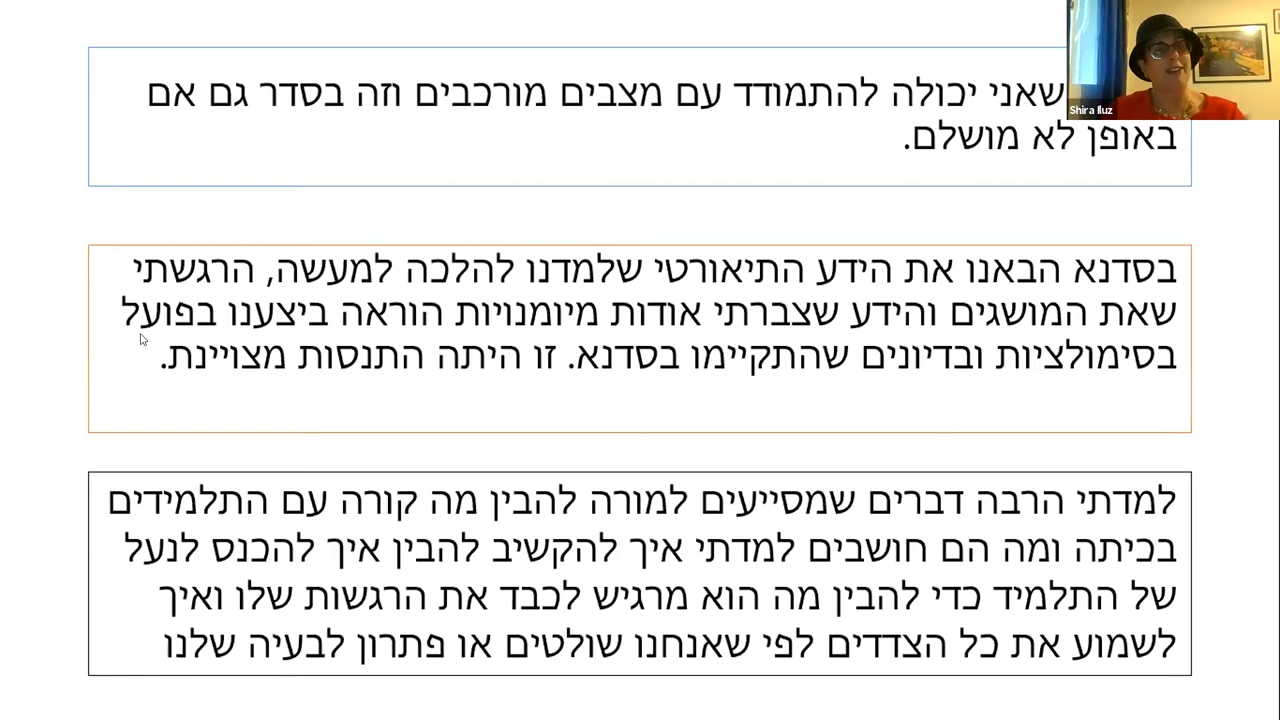 שאני יכולה להתמודד עם מצבים מורכבים וזה בסדר גם אם
באופן לא מושלם.
Shira Iluz
בסדנא הבאנו את הידע התיאורטי שלמדנו להלכה למעשה, הרגשתי
שאת המושגים והידע שצברתי אודות מיומנויות הוראה ביצענו בפועל
בסימולציות ובדיונים שהתקיימו בסדנא. זו היתה התנסות מצויינת.
למדתי הרבה דברים שמסייעים למורה להבין מה קורה עם התלמידים
בכיתה ומה הם חושבים למדתי איך להקשיב להבין איך להכנס לנעל
של התלמיד כדי להבין מה הוא מרגיש לכבד את הרגשות שלו ואיך
לשמוע את כל הצדדים לפי שאנחנו שולטים או פתרון לבעיה שלנו